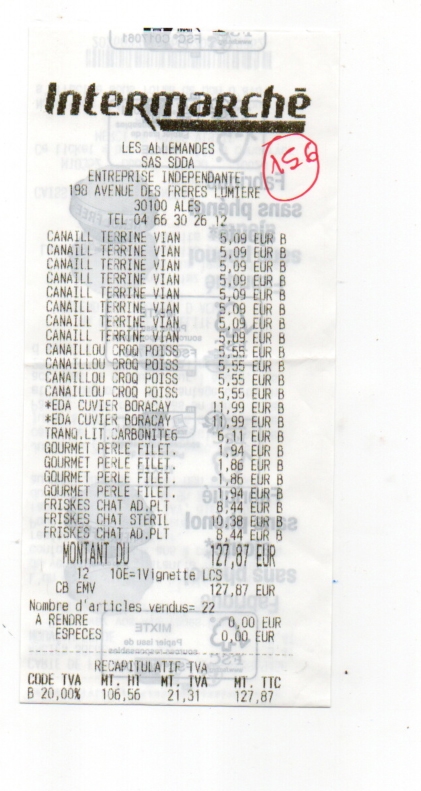 Intermarchē
LES ALLEMANDES
SAS SDDA
ENTREPRISE INDEPENDANTE
198 AVENUE DES FRERES LUMIERE
30100 ALES
TEL 04 66 30 26 12
CANAILL TERRINE VIAN 5,09 EUR B
CANAILL TERRINE VIAN 5,09 EUR B
CANAILL TERRINE VIAN 5,09 EUR B
CANAILL TERRINE VIAN 5,09 EUR B
CANAILL TERRINE VIAN 5,09 EUR B
CANAILL TERRINE VIAN 5,09 EUR B
CANAILL TERRINE VIAN 5,09 EUR B
CANAILL TERRINE VIAN 5,09 EUR B
CANAILLOU CROQ POISS 5,55 EUR B
CANAILLOU CROQ POISS 5,55 EUR B
CANAILLOU CROQ POISS 5,55 EUR B
CANAILLOU CROQ POISS 5,55 EUR B
*EDA CUVIER BORACAY 11,99 EUR B
*EDA CUVIER BORACAY 11,99 EUR B
TRANQ.LIT.CARBONITE6 6,11 EUR B
GOURMET PERLE FILET. 1,94 EUR B
GOURMET PERLE FILET. 1,86 EUR B
GOURMET PERLE FILET. 1,86 EUR B
GOURMET PERLE FILET. 1,94 EUR B
FRISKES CHAT AD.PLT 8,44 EUR B
FRISKES CHAT STERIL 10,38 EUR B
FRISKES CHAT AD.PLT 8,44 EUR B
MONTANT DU 127,87 EUR
12 10E=1Vignette LCS
CB EMV 127,87 EUR
Nombre d'articles vendus= 22
A RENDRE 0,00 EUR
ESPECES 0,00 EUR
RECAPITULATIF TVA
CODE TVA MT. HT MT. TVA MT. TTC
B 20,00% 106,56 21,31 127,87